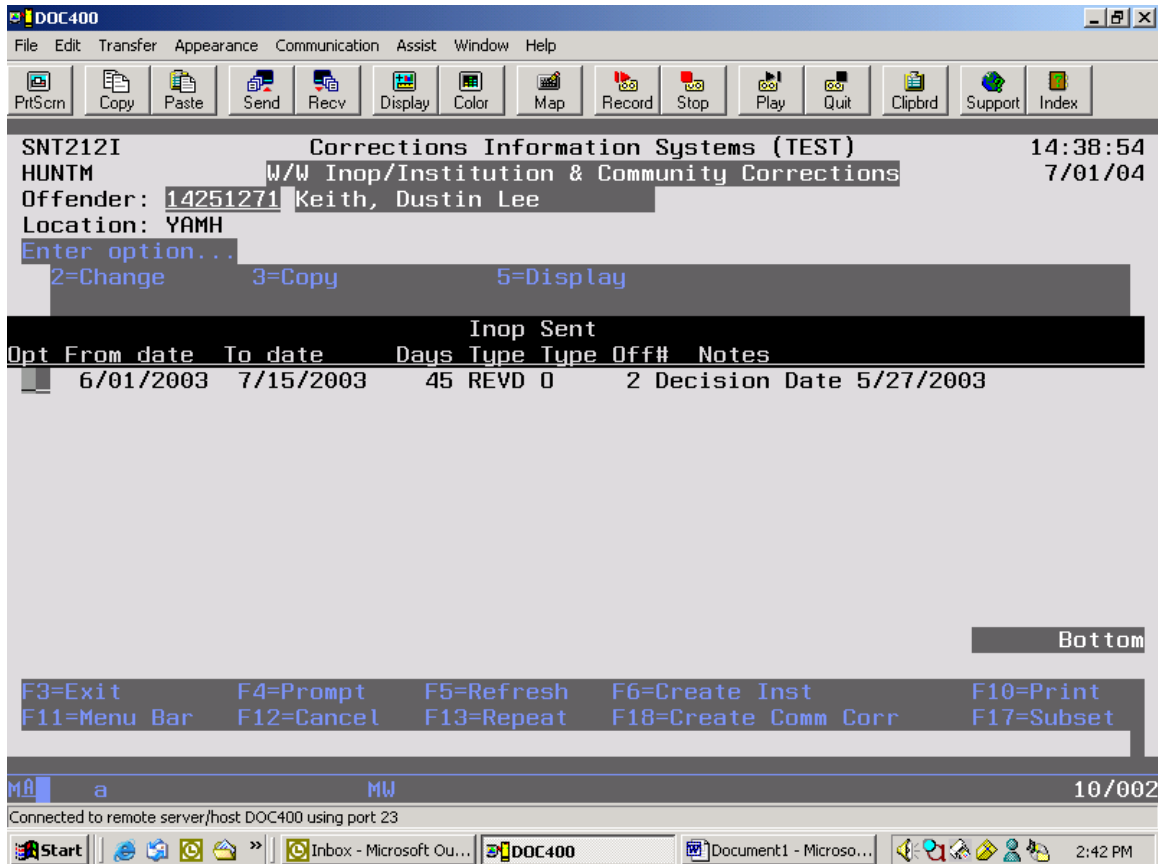 DOC400
File Edit Transfer Appearance Communication Assist Window Help
PrtScrn Copy Paste Send Recv Display Color Map Record Stop Play Quit Clipbrd Support Index
SNT212I Corrections Information Systems (TEST) 14:38:54
HUNTM W/W Inop/Institution & Community Corrections 7/01/04
Offender: 14251271 Keith, Dustin Lee
Location: YAMH
Enter option...
2=Change 3=Copy 5=Display
Inop Sent
Opt From date To date Days Type Type Off# Notes
6/01/2003 7/15/2003 45 REVD O 2 Decision Date 5/27/2003
Bottom
F3=Exit F4=Prompt F5=Refresh F6=Create Inst F10=Print
F11=Menu Bar F12=Cancel F13=Repeat F18=Create Comm Corr F17=Subset
MA a MW 10/002
Connected to remote server/host DOC400 using port 23
Start » Inbox - Microsoft Ou... DOC400 Document1 - Microso... 2:42 PM